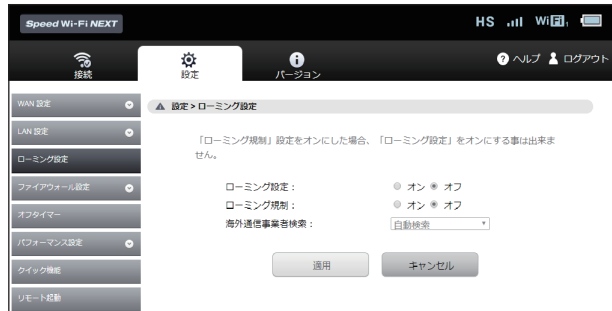 Speed Wi-Fi NEXT
HS
WiFi
接続
設定
バージョン
ヘルプ
ログアウト
WAN 設定
LAN 設定
ローミング設定
ファイアウォール設定
オフタイマー
パフォーマンス設定
クイック機能
リモート起動
設定 > ローミング設定
「ローミング規制」設定をオンにした場合、「ローミング設定」をオンにする事は出来ま
せん。
ローミング設定： オン オフ
ローミング規制： オン オフ
海外通信事業者検索： 自動検索
適用
キャンセル